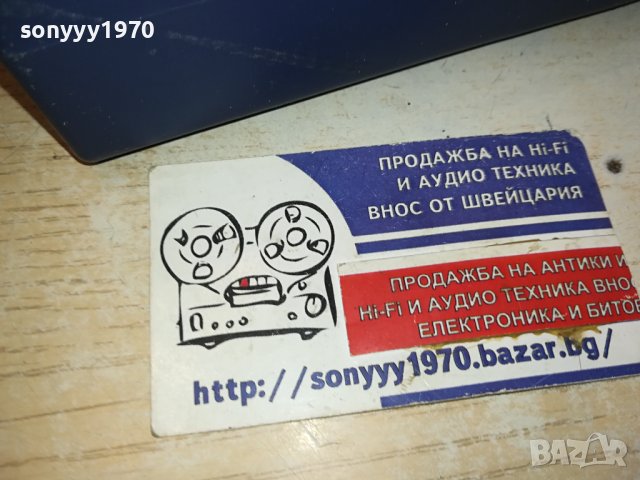 sonyyy1970
ПРОДАЖБА НА Hi-Fi
И АУДИО ТЕХНИКА
ВНОС ОТ ШВЕЙЦАРИЯ
ПРОДАЖБА НА АНТИКИ И
Hi-Fi И АУДИО ТЕХНИКА ВНО
ЕЛЕКТРОНИКА И БИТОВ
http://sonyyy1970.bazar.bg/
BAZAR